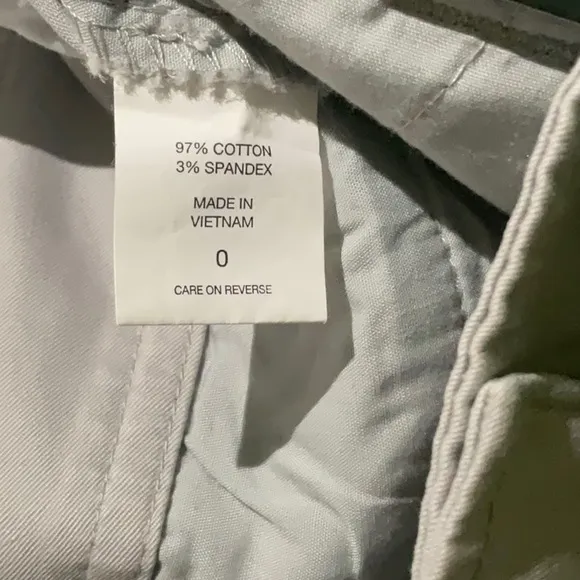 97% COTTON
3% SPANDEX
MADE IN
VIETNAM
0
CARE ON REVERSE